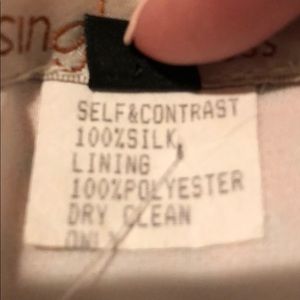 SELF&CONTRAST
100%SILK
LINING
100%POLYESTER
DRY CLEAN
ONLY